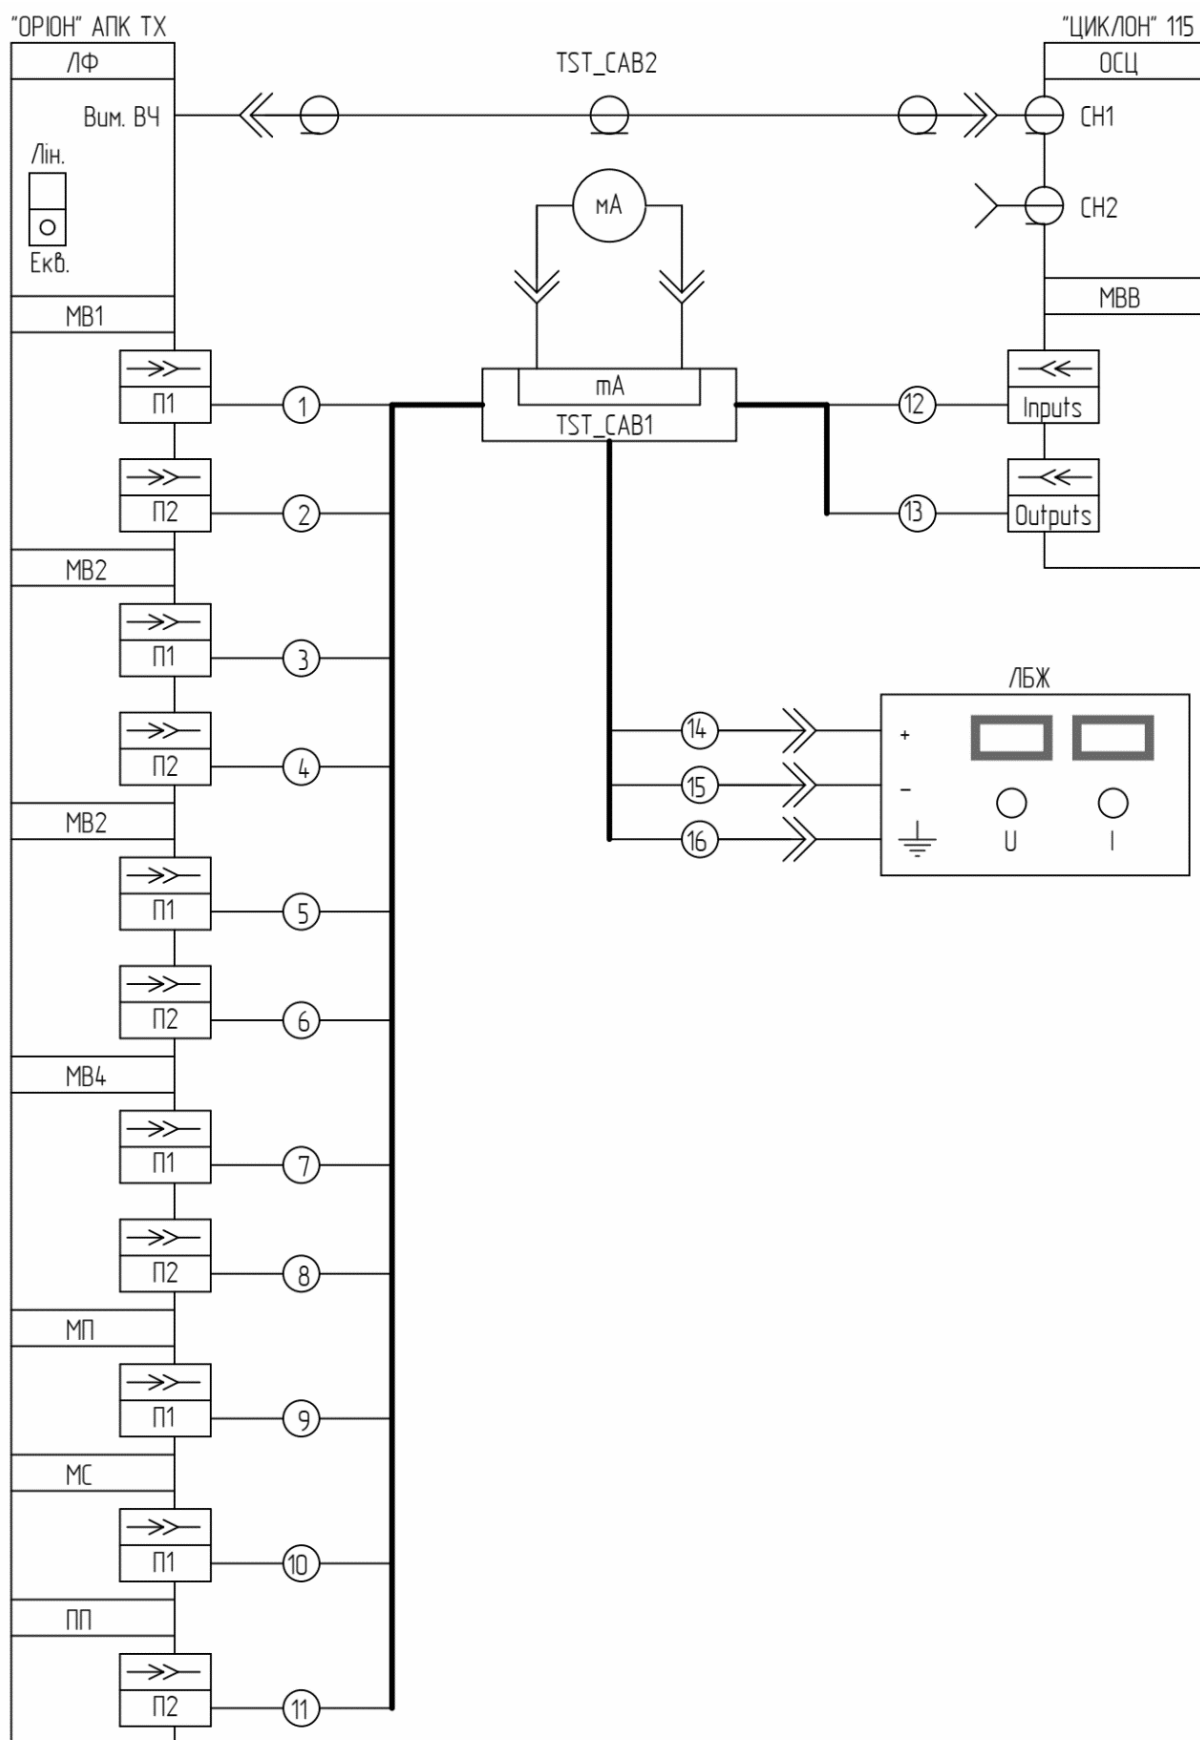 "ОРІОН" АПК ТХ
"ЦИКЛОН" 115
ЛФ
TST_CAB2
ОСЦ
Вим. ВЧ
СН1
Лін.
мА
СН2
Екв.
МВВ
МВ1
mA
П1
1
TST_CAB1
12
Inputs
П2
2
13
Outputs
МВ2
П1
3
ЛБЖ
П2
4
14
+
15
−
16
U
I
МВ2
П1
5
П2
6
МВ4
П1
7
П2
8
МП
П1
9
МС
П1
10
ПП
П2
11